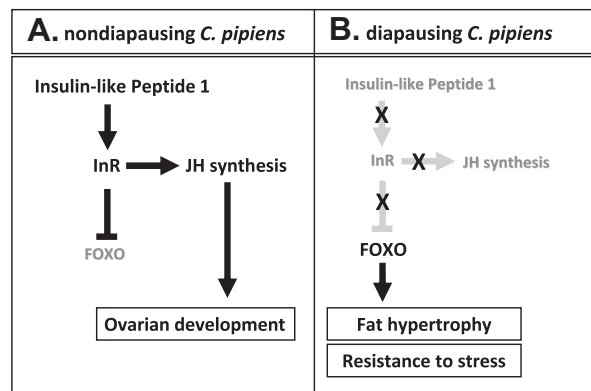 A. nondiapausing C. pipiens
Insulin-like Peptide 1
InR
JH synthesis
FOXO
Ovarian development
B. diapausing C. pipiens
Insulin-like Peptide 1
X
InR
X
JH synthesis
X
FOXO
Fat hypertrophy
Resistance to stress